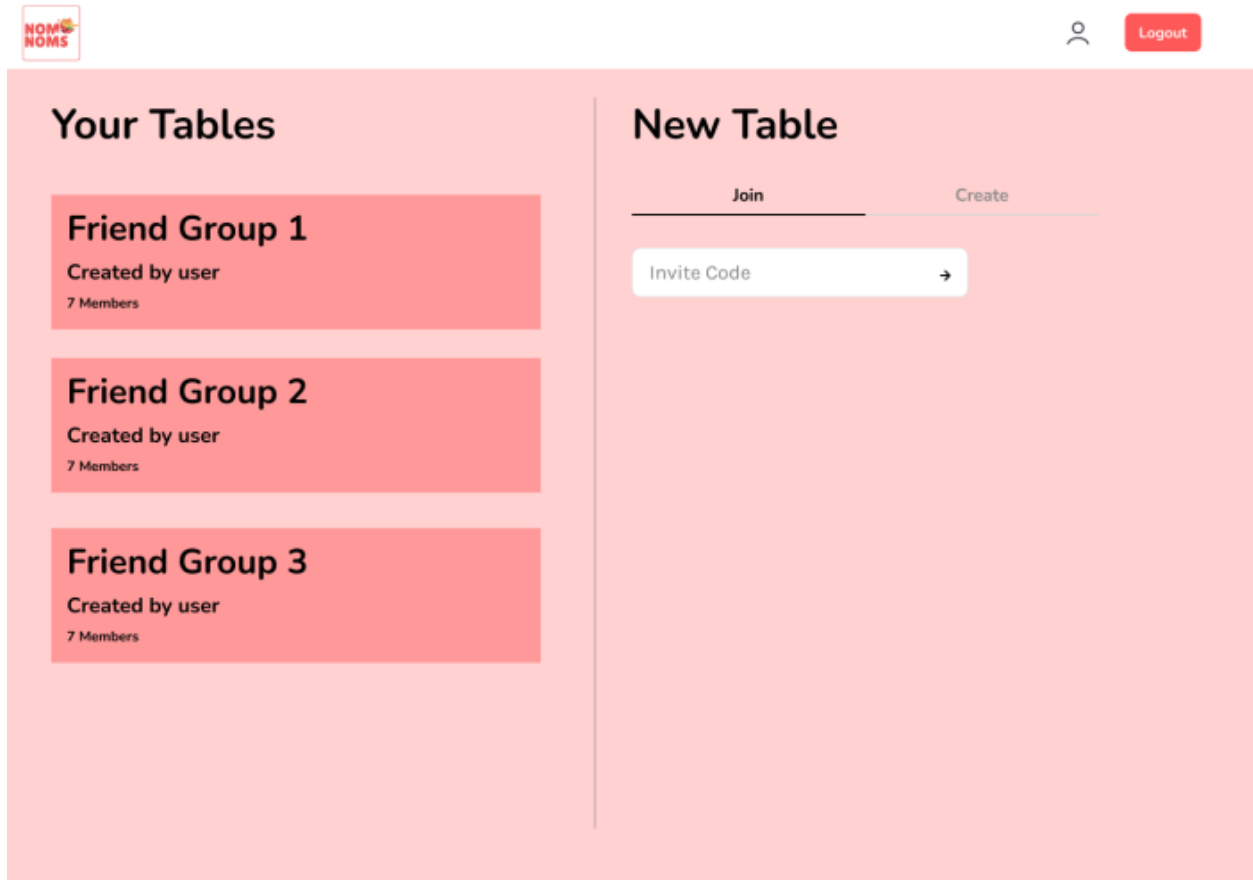 NOM
NOMS
Logout
Your Tables
Friend Group 1
Created by user
7 Members
Friend Group 2
Created by user
7 Members
Friend Group 3
Created by user
7 Members
New Table
Join
Create
Invite Code